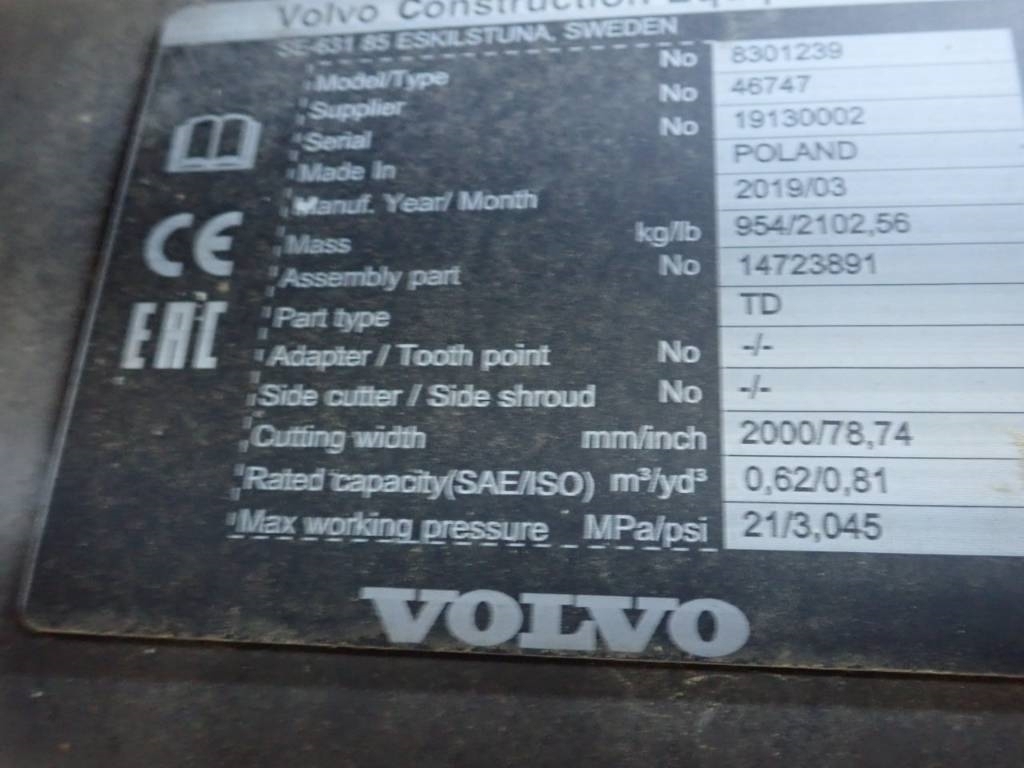 Volvo Construction
SE-631 85 ESKILSTUNA, SWEDEN
Model/Type No 8301239
Supplier No 46747
Serial No 19130002
Made In POLAND
Manuf. Year/ Month 2019/03
Mass kg/lb 954/2102,56
Assembly part No 14723891
Part type TD
Adapter / Tooth point No -/-
Side cutter / Side shroud No -/-
Cutting width mm/inch 2000/78,74
Rated capacity(SAE/ISO) m³/yd³ 0,62/0,81
Max working pressure MPa/psi 21/3,045
CE
EAC
VOLVO